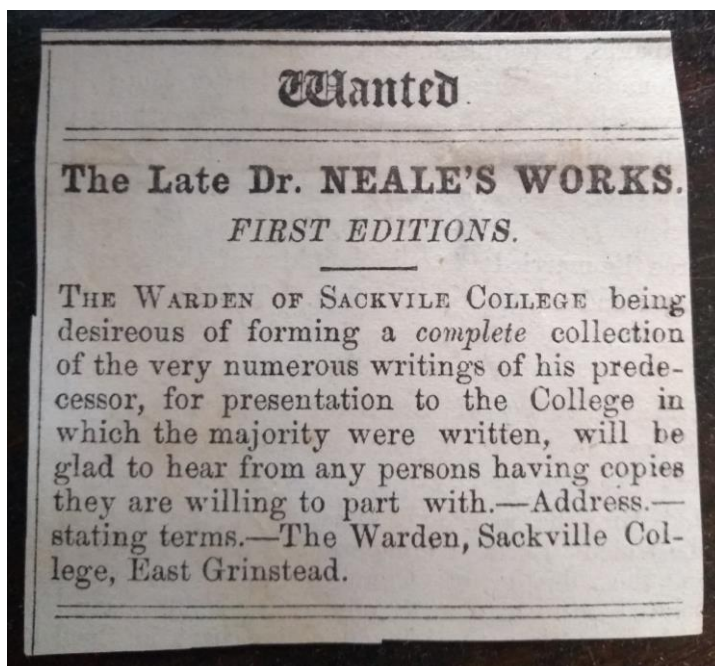 Wanted.
The Late Dr. NEALE'S WORKS.
FIRST EDITIONS.
THE WARDEN OF SACKVILE COLLEGE being
desireous of forming a complete collection
of the very numerous writings of his prede-
cessor, for presentation to the College in
which the majority were written, will be
glad to hear from any persons having copies
they are willing to part with.—Address.—
stating terms.—The Warden, Sackville Col-
lege, East Grinstead.